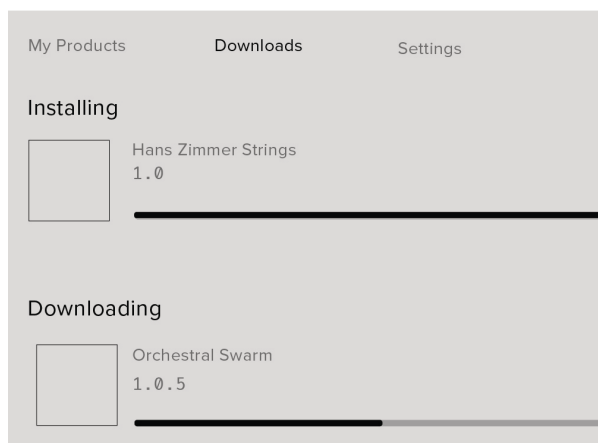 My Products
Downloads
Settings
Installing
Hans Zimmer Strings
1.0
Downloading
Orchestral Swarm
1.0.5